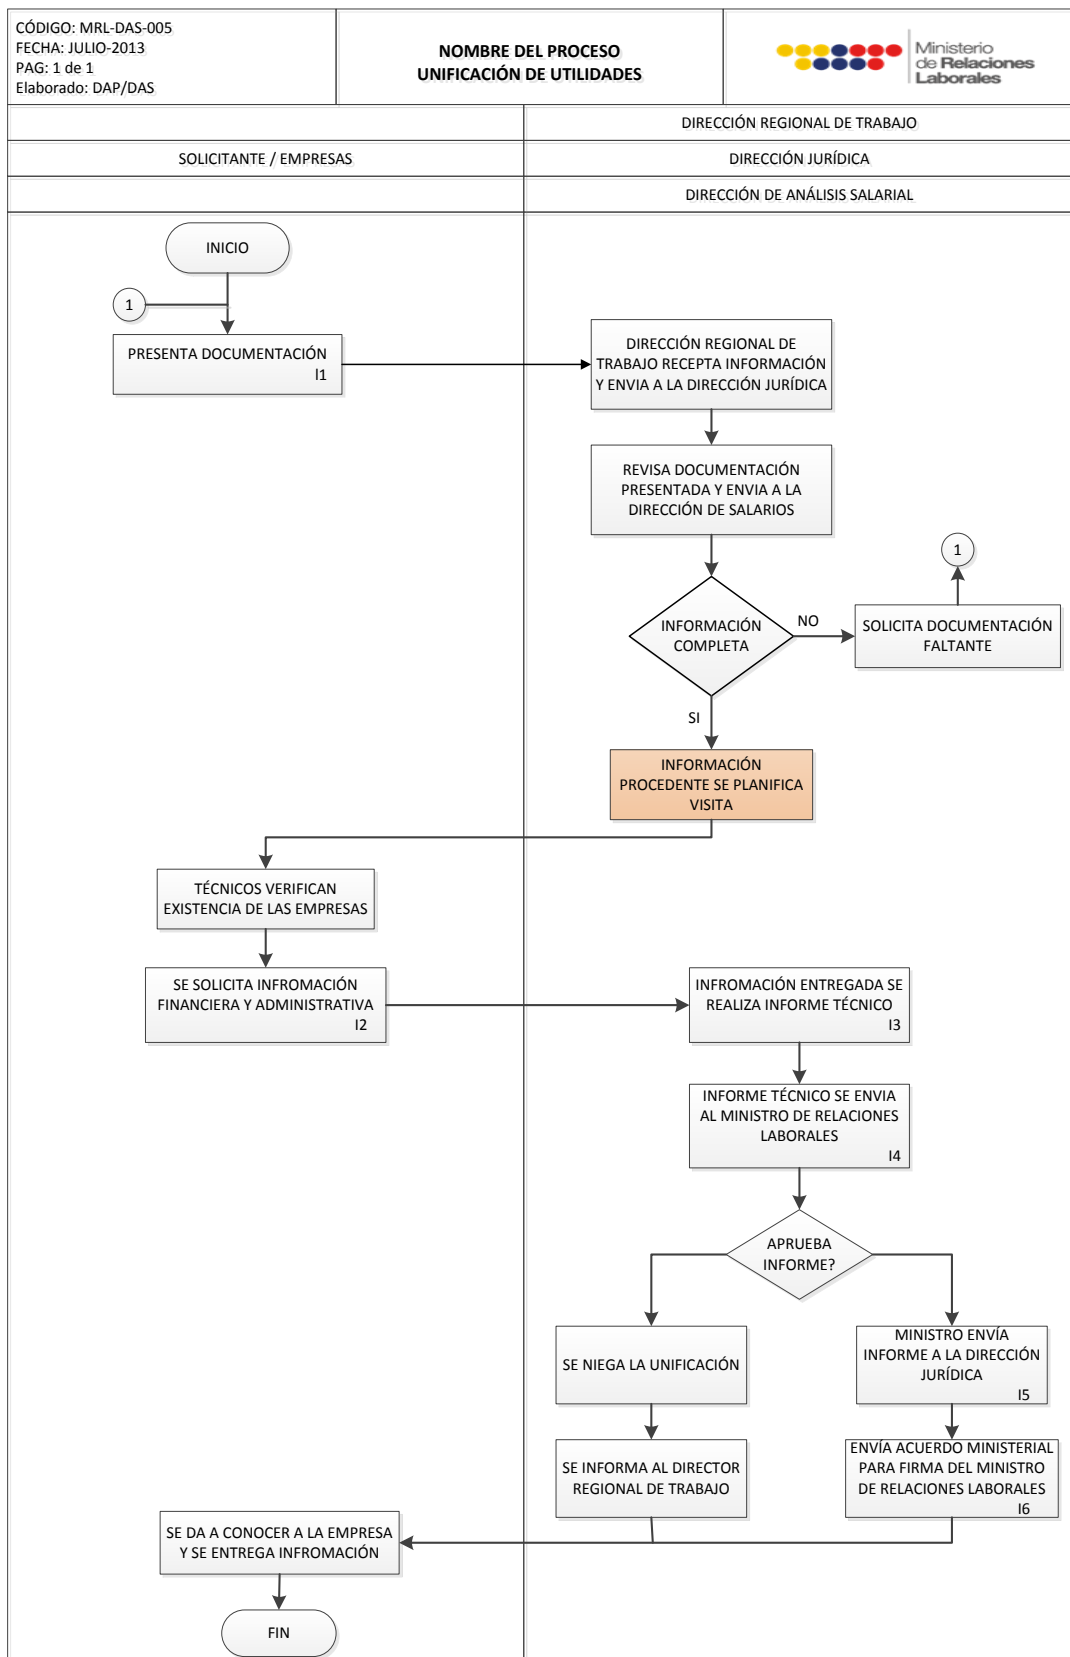 CÓDIGO: MRL-DAS-005
FECHA: JULIO-2013
PAG: 1 de 1
Elaborado: DAP/DAS
NOMBRE DEL PROCESO
UNIFICACIÓN DE UTILIDADES
Ministerio
de Relaciones
Laborales
DIRECCIÓN REGIONAL DE TRABAJO
SOLICITANTE / EMPRESAS
DIRECCIÓN JURÍDICA
DIRECCIÓN DE ANÁLISIS SALARIAL
INICIO
1
PRESENTA DOCUMENTACIÓN
I1
DIRECCIÓN REGIONAL DE
TRABAJO RECEPTA INFORMACIÓN
Y ENVIA A LA DIRECCIÓN JURÍDICA
REVISA DOCUMENTACIÓN
PRESENTADA Y ENVIA A LA
DIRECCIÓN DE SALARIOS
1
INFORMACIÓN
COMPLETA
NO
SOLICITA DOCUMENTACIÓN
FALTANTE
SI
INFORMACIÓN
PROCEDENTE SE PLANIFICA
VISITA
TÉCNICOS VERIFICAN
EXISTENCIA DE LAS EMPRESAS
SE SOLICITA INFROMACIÓN
FINANCIERA Y ADMINISTRATIVA
I2
INFROMACIÓN ENTREGADA SE
REALIZA INFORME TÉCNICO
I3
INFORME TÉCNICO SE ENVIA
AL MINISTRO DE RELACIONES
LABORALES
I4
APRUEBA
INFORME?
SE NIEGA LA UNIFICACIÓN
MINISTRO ENVÍA
INFORME A LA DIRECCIÓN
JURÍDICA
I5
SE INFORMA AL DIRECTOR
REGIONAL DE TRABAJO
ENVÍA ACUERDO MINISTERIAL
PARA FIRMA DEL MINISTRO
DE RELACIONES LABORALES
I6
SE DA A CONOCER A LA EMPRESA
Y SE ENTREGA INFROMACIÓN
FIN